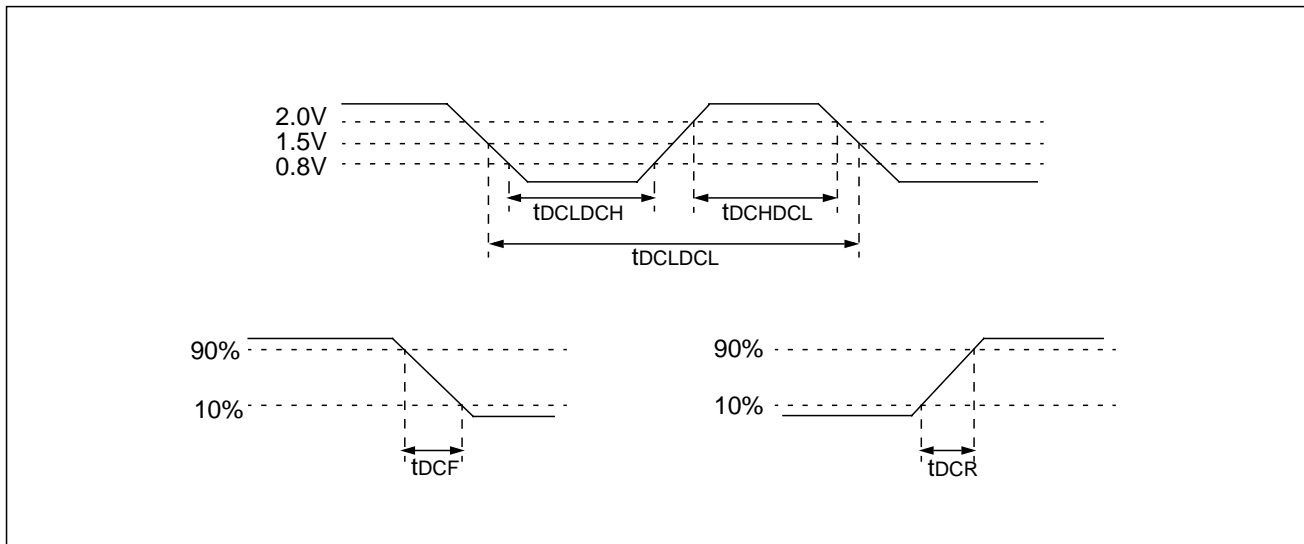 2.0V
1.5V
0.8V
tDCLDCH
tDCHDCL
tDCLDCL
90%
10%
tDCF
90%
10%
tDCR